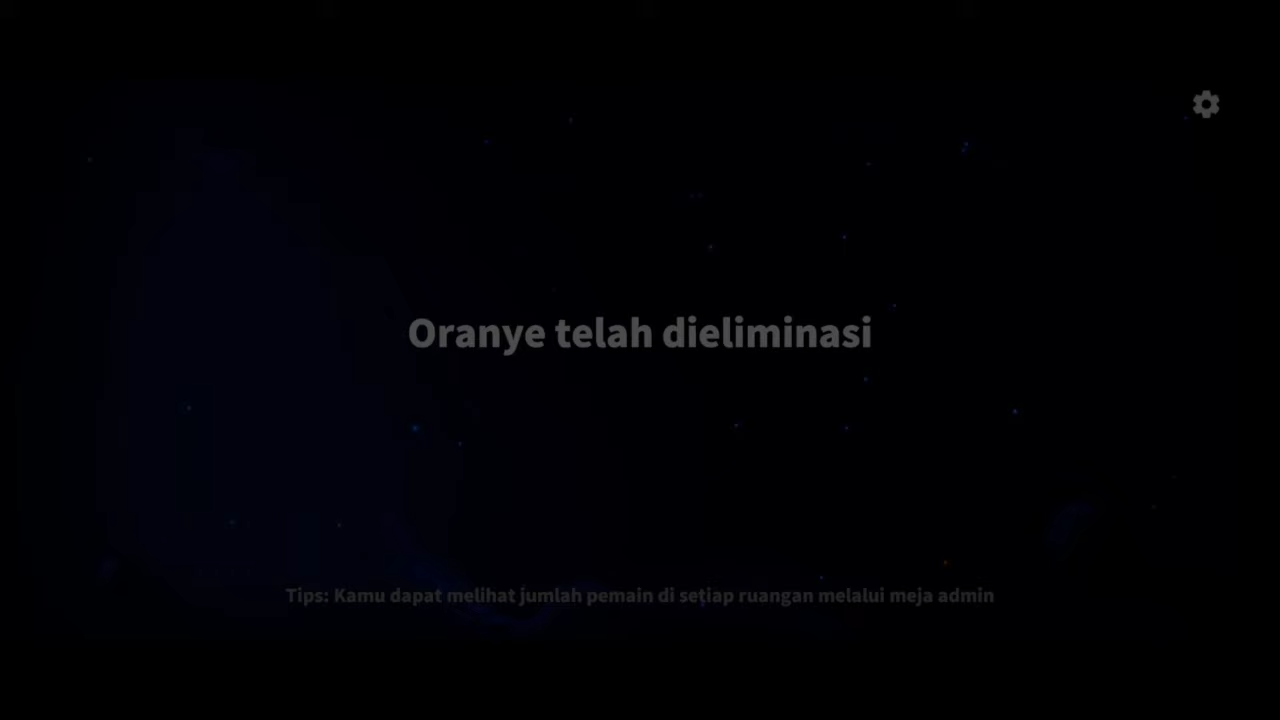 Oranye telah dieliminasi
Tips: Kamu dapat melihat jumlah pemain di setiap ruangan melalui meja admin